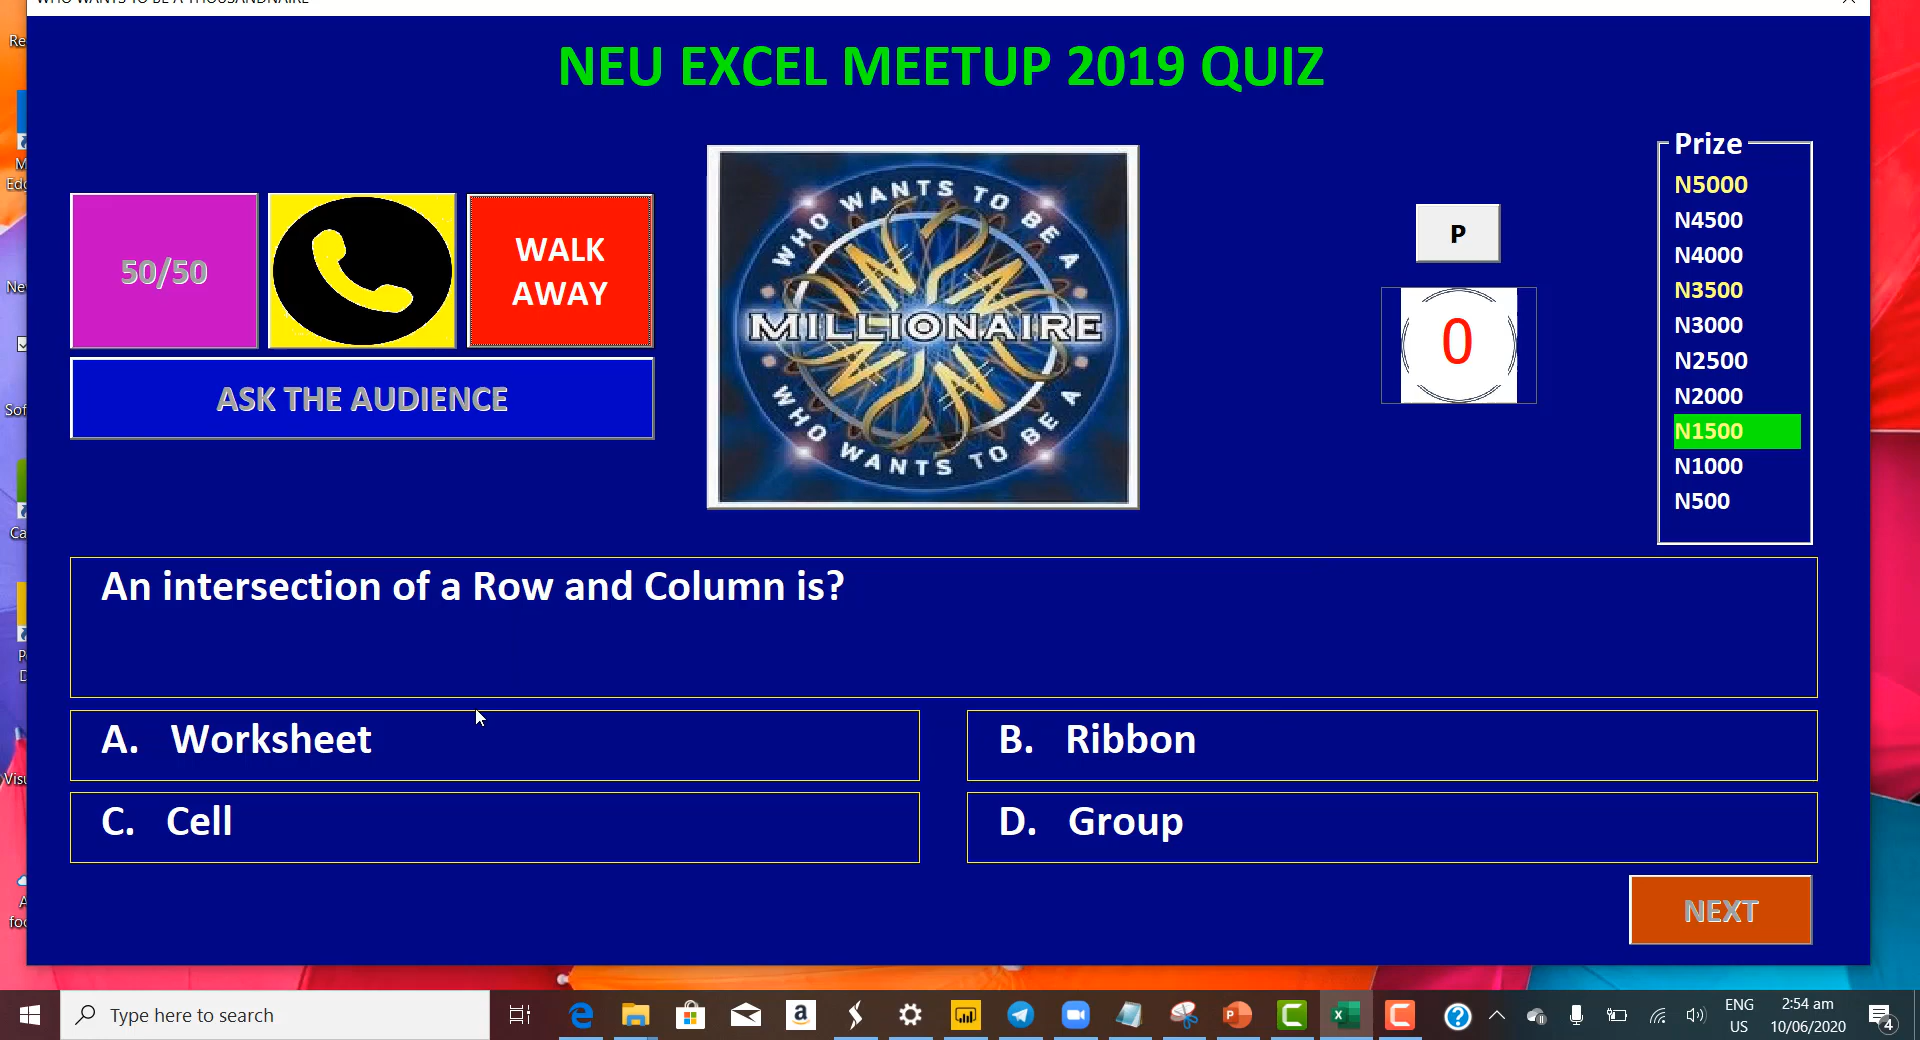 NEU EXCEL MEETUP 2019 QUIZ
50/50
WALK
AWAY
ASK THE AUDIENCE
WHO WANTS TO BE A
MILLIONAIRE
WHO WANTS TO BE A
P
0
Prize
N5000
N4500
N4000
N3500
N3000
N2500
N2000
N1500
N1000
N500
An intersection of a Row and Column is?
A. Worksheet
B. Ribbon
C. Cell
D. Group
NEXT
Type here to search
ENG
US
2:54 am
10/06/2020
4